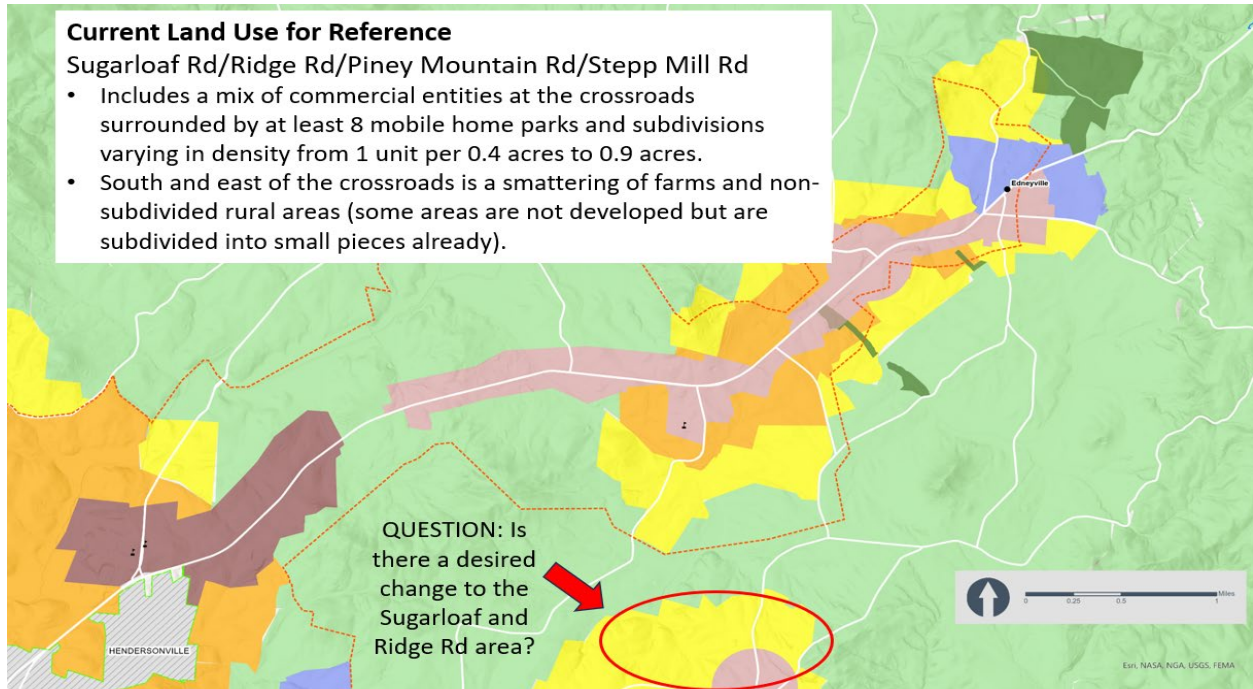 Current Land Use for Reference
Sugarloaf Rd/Ridge Rd/Piney Mountain Rd/Stepp Mill Rd
• Includes a mix of commercial entities at the crossroads
surrounded by at least 8 mobile home parks and subdivisions
varying in density from 1 unit per 0.4 acres to 0.9 acres.
• South and east of the crossroads is a smattering of farms and non-
subdivided rural areas (some areas are not developed but are
subdivided into small pieces already).
Edneyville
QUESTION: Is
there a desired
change to the
Sugarloaf and
Ridge Rd area?
HENDERSONVILLE
Miles
0 0.25 0.5 1
Esri, NASA, NGA, USGS, FEMA